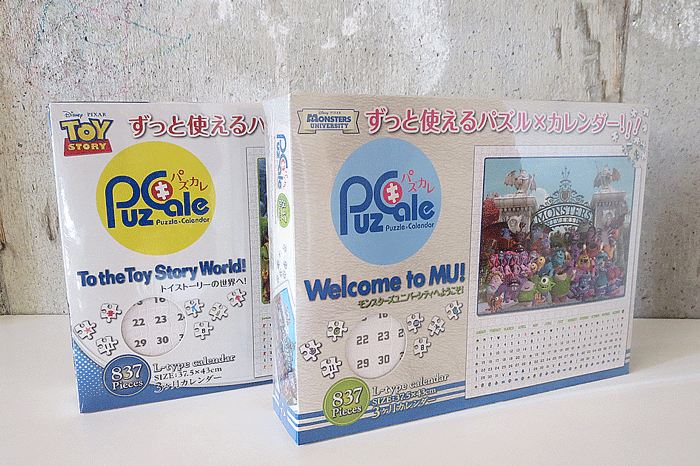 Disney PIXAR
TOY
STORY
ずっと使えるパ
パズカレ
PuzCale
Puzzle × Calendar
To the Toy Story World!
トイストーリーの世界へ!
16
22 23
29 30
837
Pieces
L-type calendar
SIZE:37.5×43cm
3ヶ月カレンダー
Disney PIXAR
MONSTERS
UNIVERSITY
ずっと使えるパズル×カレンダー!
パズカレ
PuzCale
Puzzle × Calendar
Welcome to MU!
モンスターズユニバーシティへようこそ!
16
22 23
29 30
837
Pieces
L-type calendar
SIZE:37.5×43cm
3ヶ月カレンダー
MONSTERS